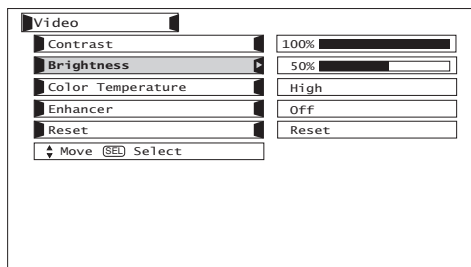 Video
Contrast 100%
Brightness 50%
Color Temperature High
Enhancer Off
Reset Reset
Move SEL Select